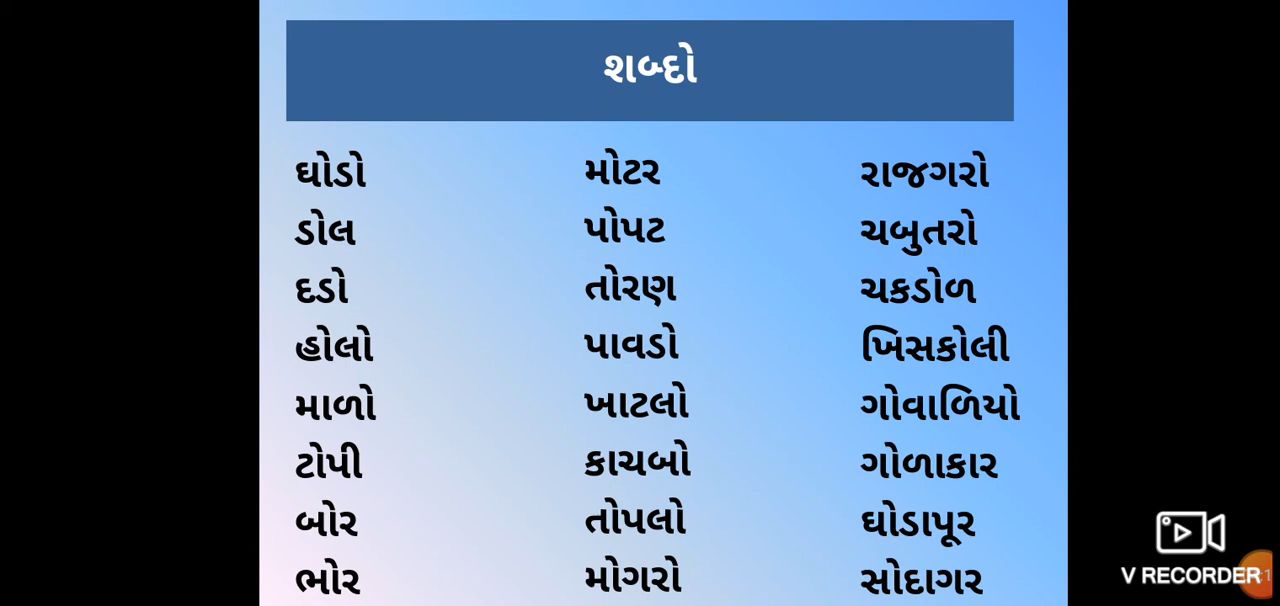 શબ્દો
ઘોડો મોટર રાજગરો
ડોલ પોપટ ચબુતરો
દડો તોરણ ચકડોળ
હોલો પાવડો ખિસકોલી
માળો ખાટલો ગોવાળિયો
ટોપી કાચબો ગોળાકાર
બોર તોપલો ઘોડાપૂર
ભોર મોગરો સોદાગર
V RECORDER